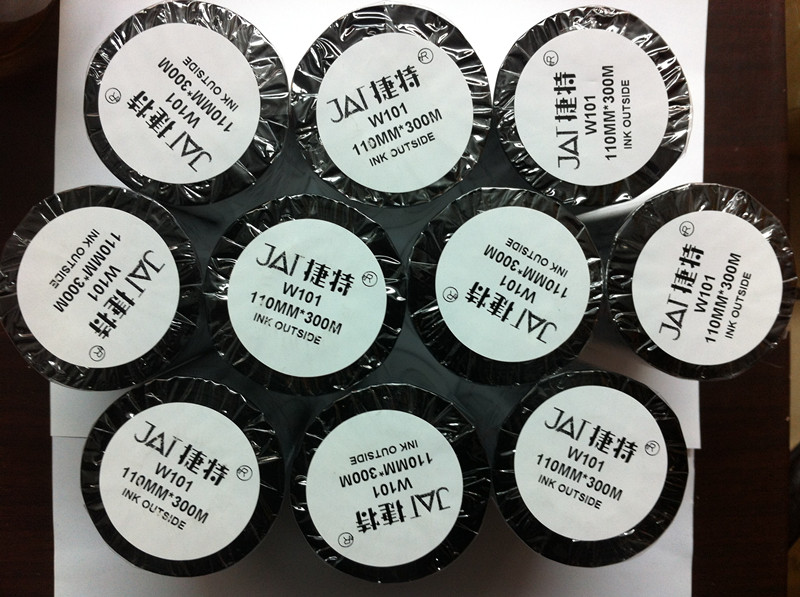 JAT捷特®
W101
110MM*300M
INK OUTSIDE
JAT捷特®
W101
110MM*300M
INK OUTSIDE
JAT捷特®
W101
110MM*300M
INK OUTSIDE
JAT捷特®
W101
110MM*300M
INK OUTSIDE
JAT捷特®
W101
110MM*300M
INK OUTSIDE
JAT捷特®
W101
110MM*300M
INK OUTSIDE
JAT捷特®
W101
110MM*300M
INK OUTSIDE
JAT捷特®
W101
110MM*300M
INK OUTSIDE
JAT捷特®
W101
110MM*300M
INK OUTSIDE
JAT捷特®
W101
110MM*300M
INK OUTSIDE